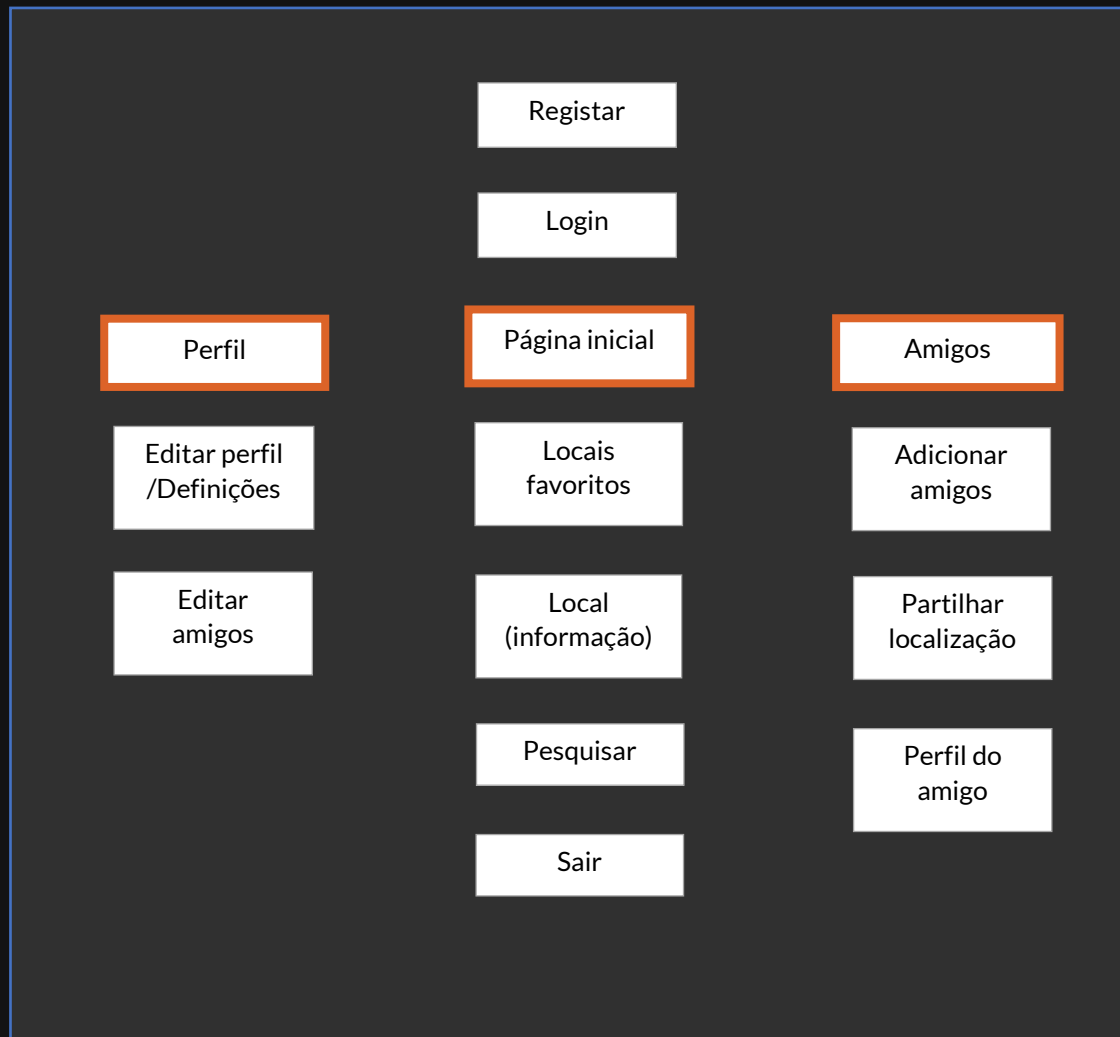 Registar
Login
Perfil
Página inicial
Amigos
Editar perfil
/Definições
Locais
favoritos
Adicionar
amigos
Editar
amigos
Local
(informação)
Partilhar
localização
Pesquisar
Perfil do
amigo
Sair